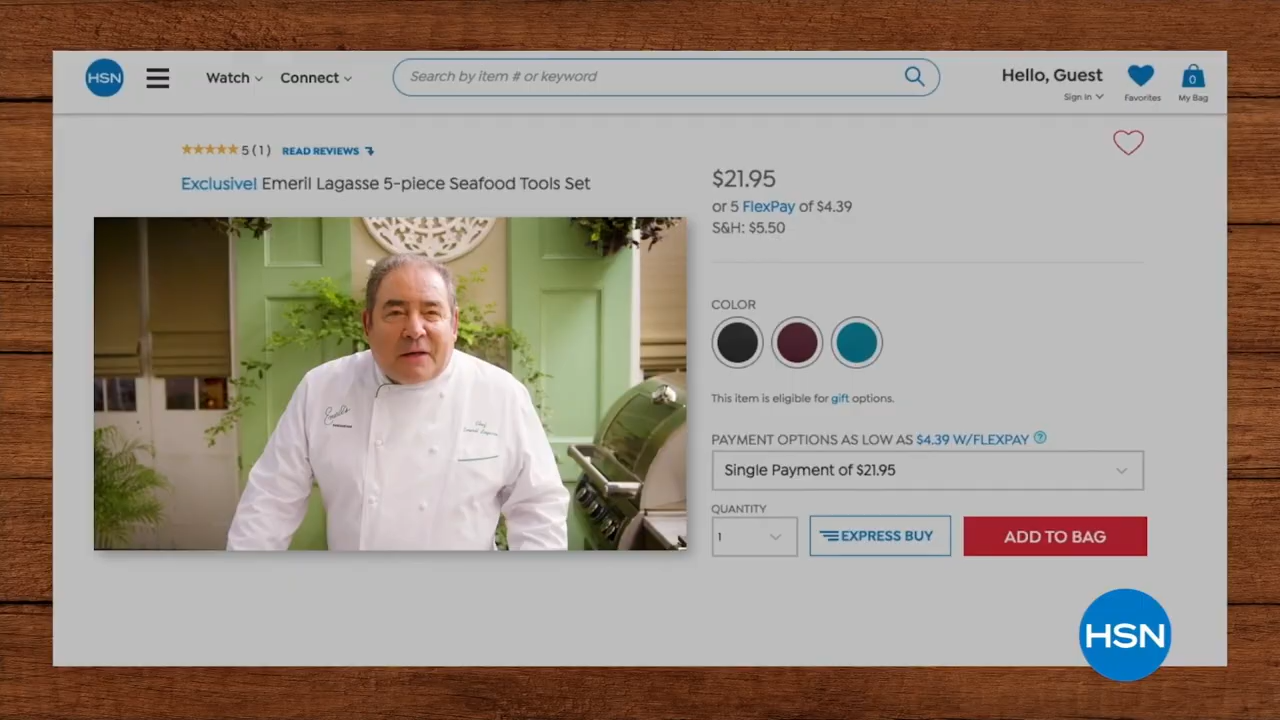 HSN
Watch
Connect
Search by item # or keyword
Hello, Guest
Sign In
Favorites
0
My Bag
5 (1) READ REVIEWS
Exclusive! Emeril Lagasse 5-piece Seafood Tools Set
$21.95
or 5 FlexPay of $4.39
S&H: $5.50
Emeril's
COLOR
This item is eligible for gift options.
PAYMENT OPTIONS AS LOW AS $4.39 W/FLEXPAY ?
Single Payment of $21.95
QUANTITY
1
EXPRESS BUY
ADD TO BAG
HSN